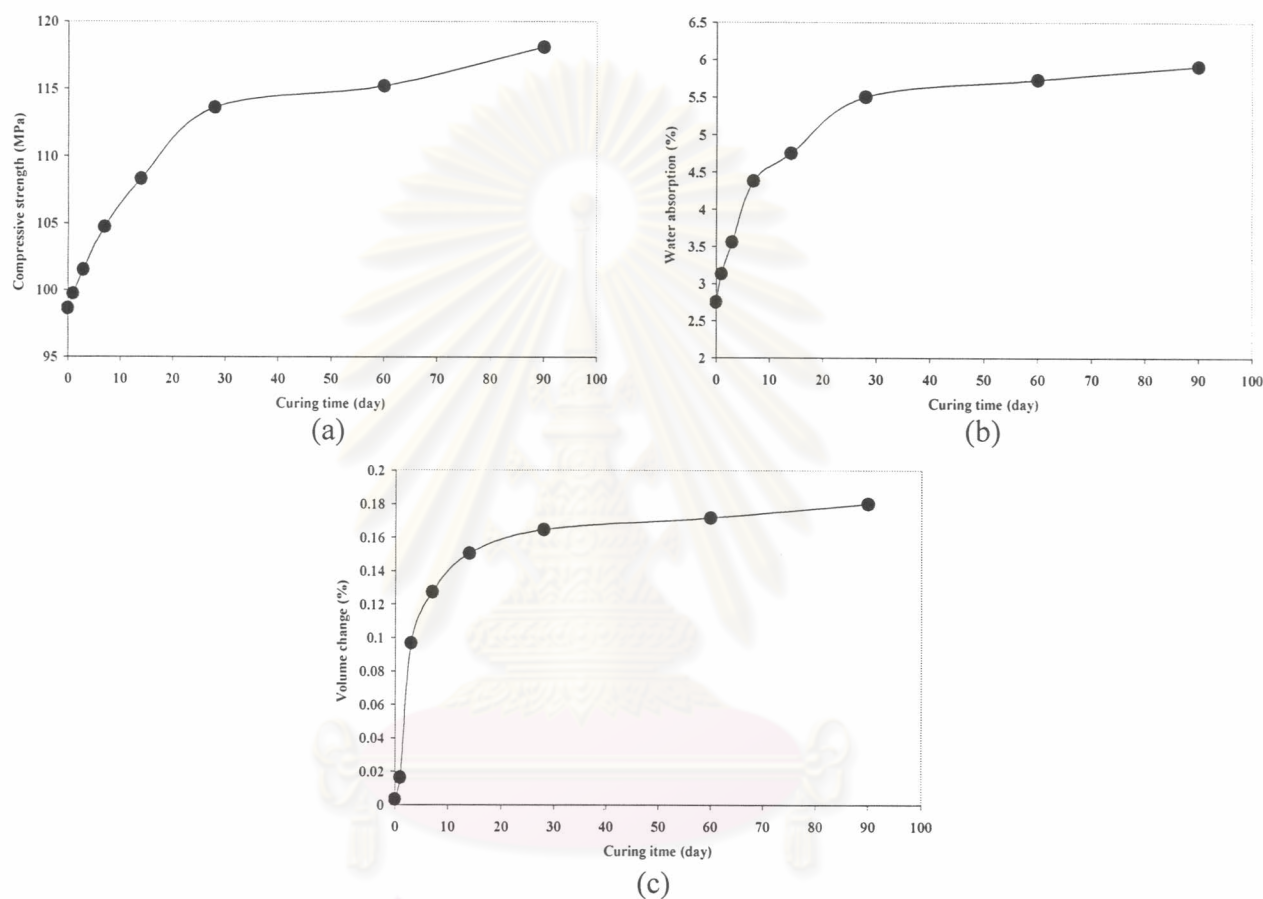 120
115
110
105
100
95
Compressive strength (MPa)
0 10 20 30 40 50 60 70 80 90 100
Curing time (day)
(a)
6.5
6
5.5
5
4.5
4
3.5
3
2.5
2
Water absorption (%)
0 10 20 30 40 50 60 70 80 90 100
Curing time (day)
(b)
0.2
0.18
0.16
0.14
0.12
0.1
0.08
0.06
0.04
0.02
0
Volume change (%)
0 10 20 30 40 50 60 70 80 90 100
Curing itme (day)
(c)